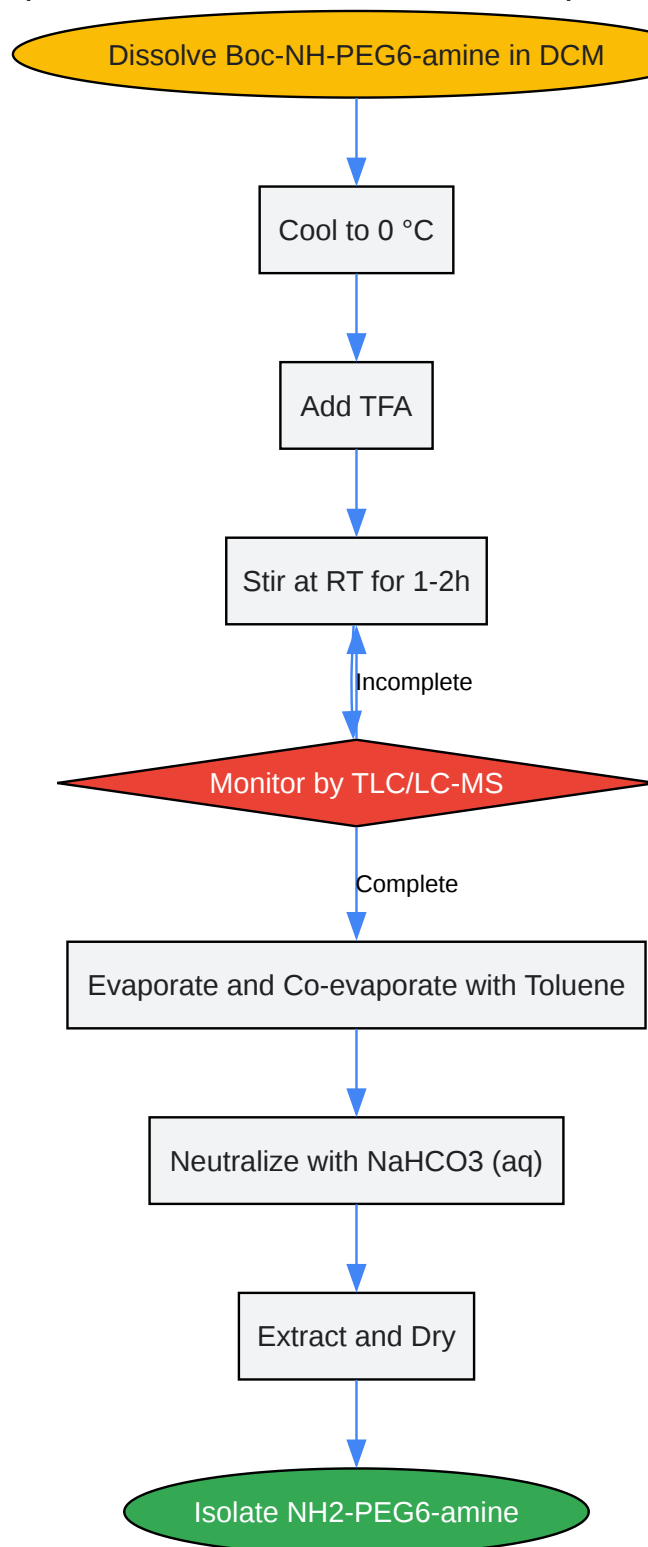 Dissolve Boc-NH-PEG6-amine in DCM
Cool to 0 °C
Add TFA
Stir at RT for 1-2h
Incomplete
Monitor by TLC/LC-MS
Complete
Evaporate and Co-evaporate with Toluene
Neutralize with NaHCO3 (aq)
Extract and Dry
Isolate NH2-PEG6-amine